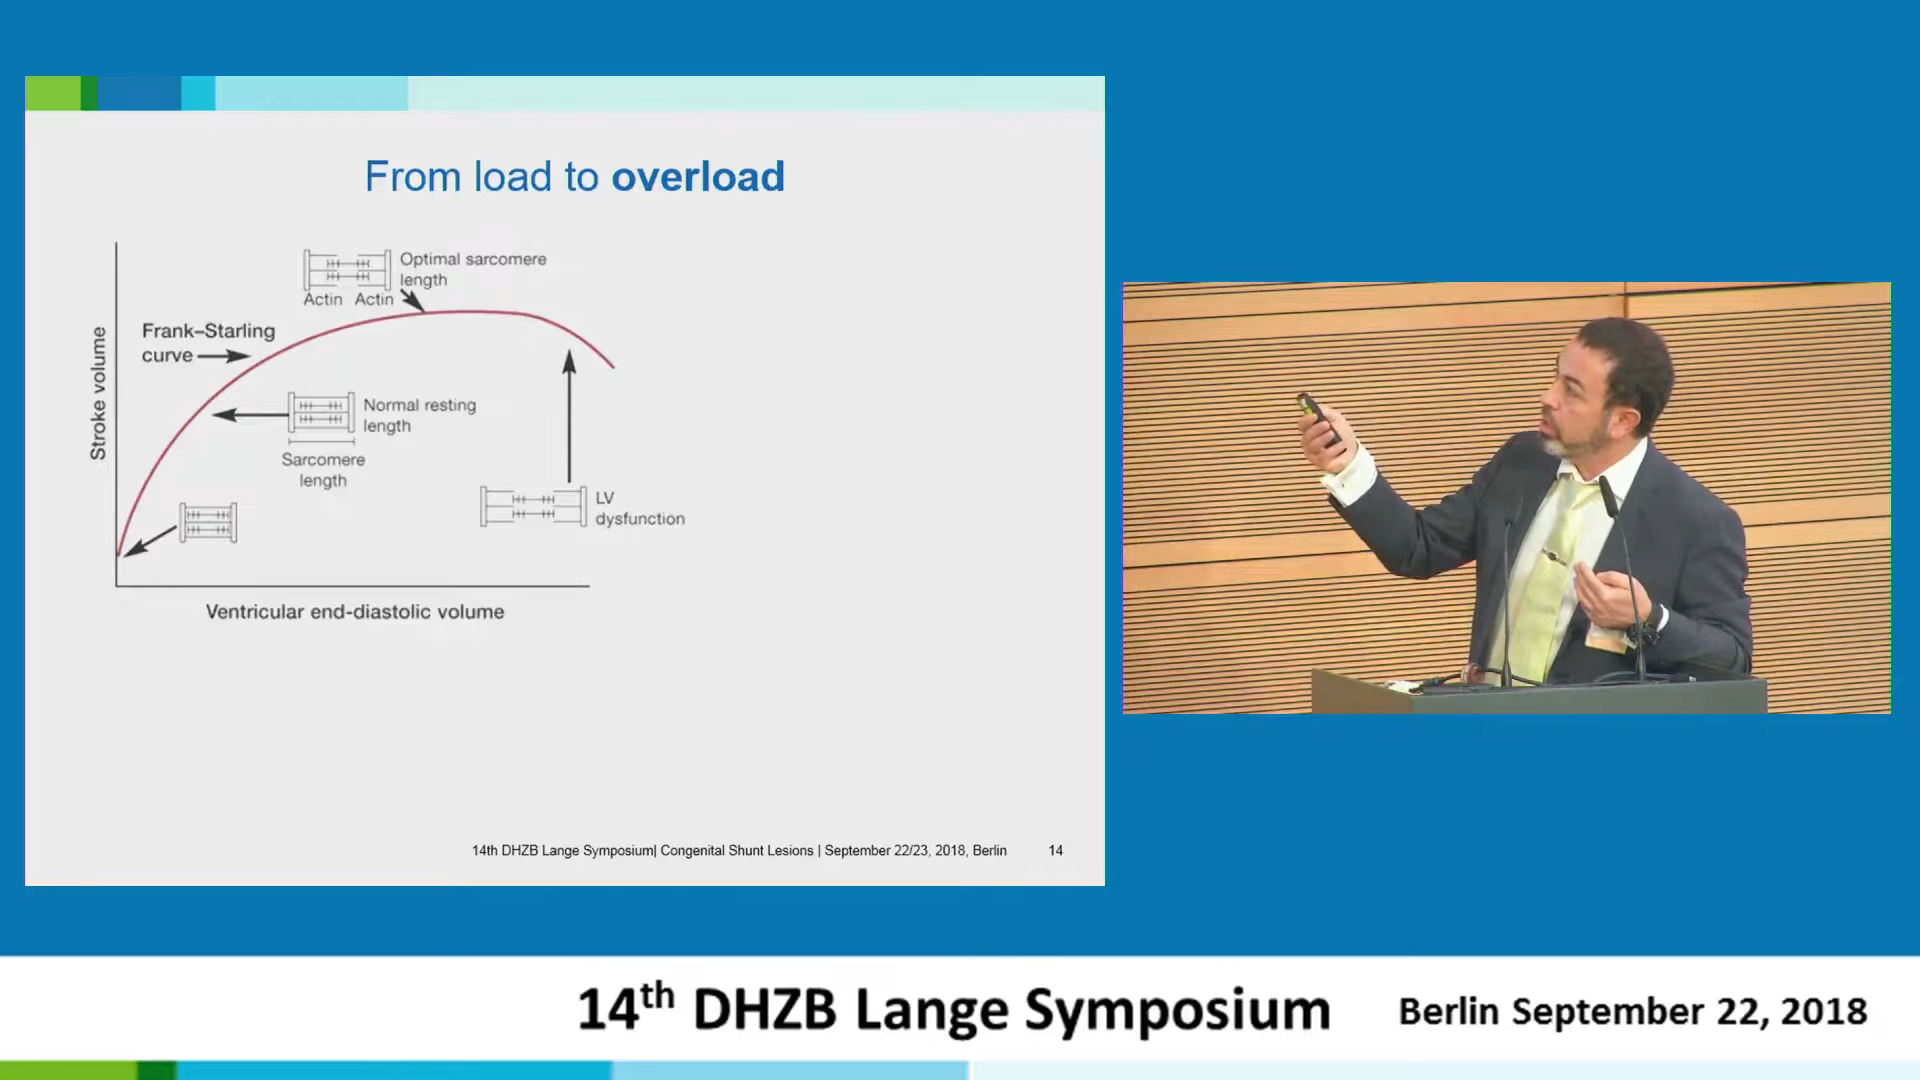 From load to overload
Optimal sarcomere
length
Actin Actin
Frank–Starling
curve
Stroke volume
Normal resting
length
Sarcomere
length
LV
dysfunction
Ventricular end-diastolic volume
14th DHZB Lange Symposium| Congenital Shunt Lesions | September 22/23, 2018, Berlin 14
14th DHZB Lange Symposium Berlin September 22, 2018